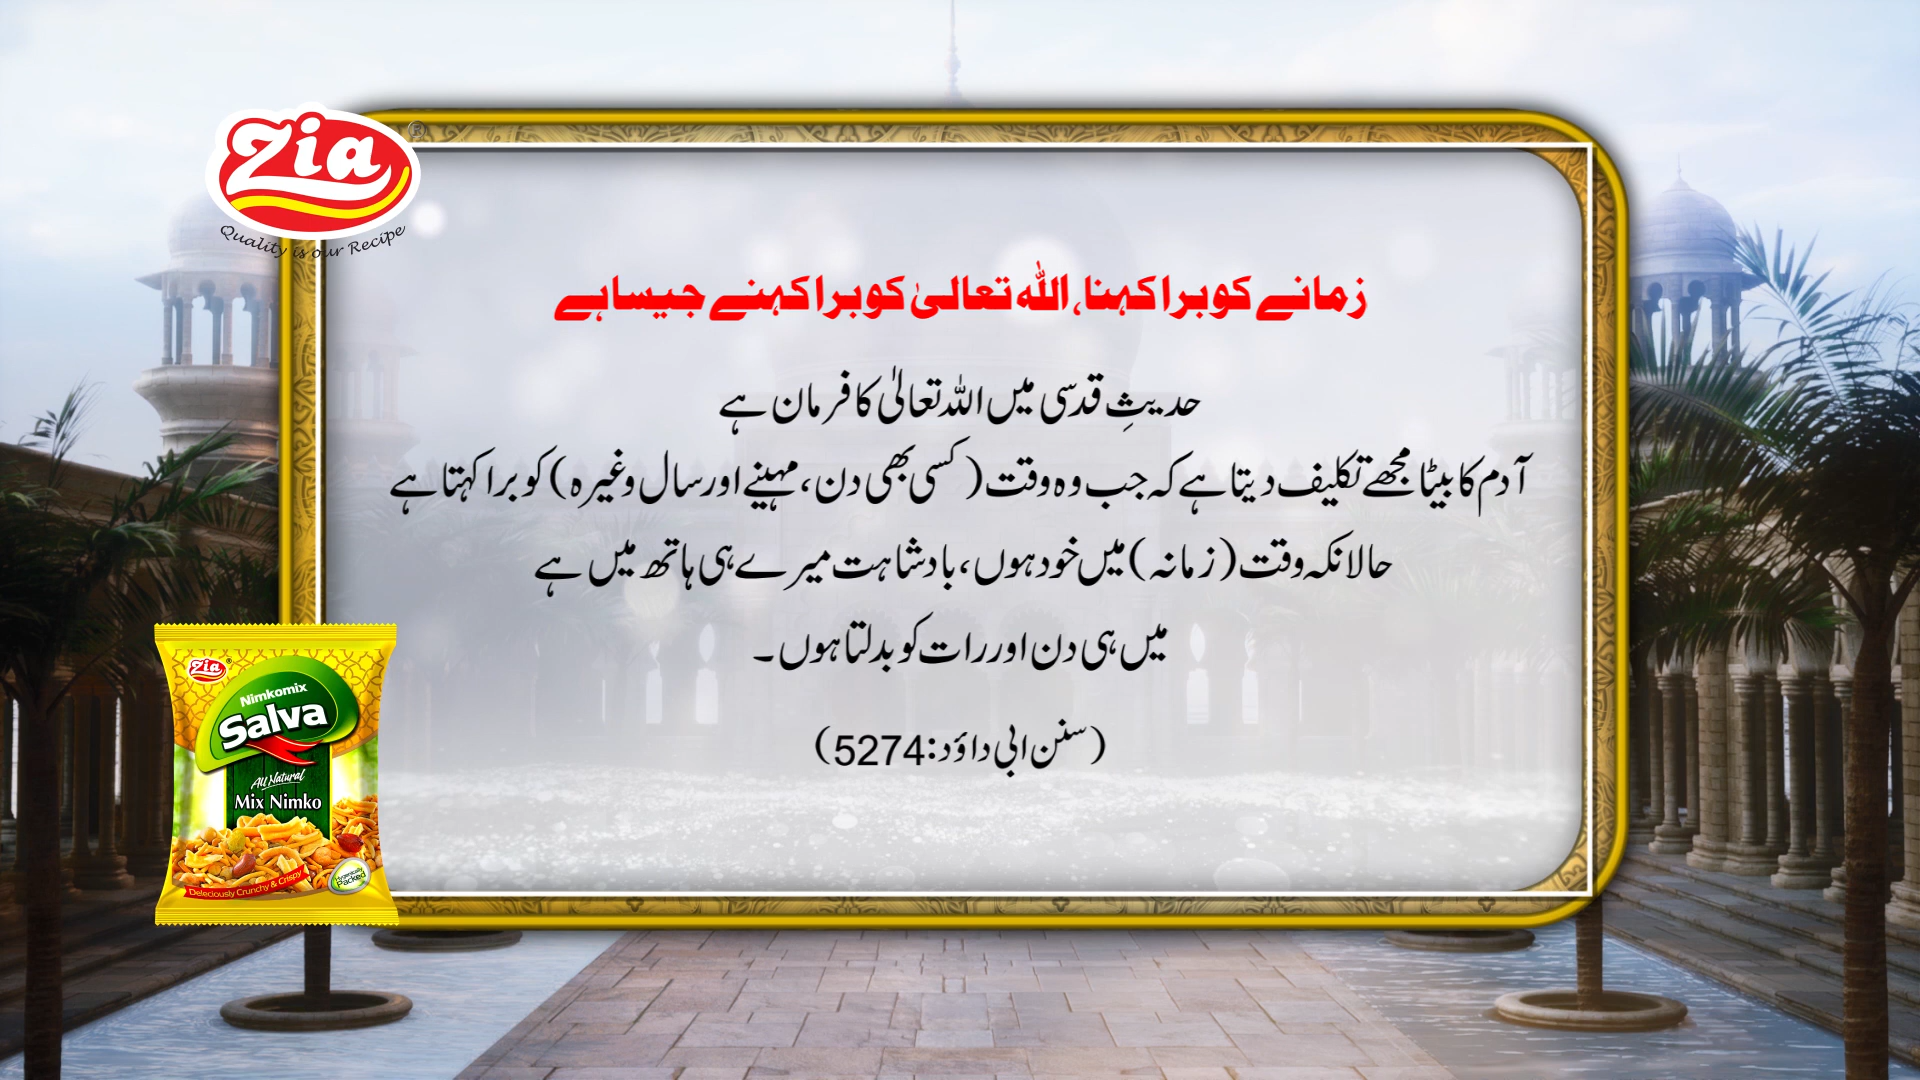 Zia
®
Quality is our Recipe
زمانے کو برا کہنا، اللہ تعالیٰ کو برا کہنے جیسا ہے
حدیثِ قدسی میں اللہ تعالیٰ کا فرمان ہے
آدم کا بیٹا مجھے تکلیف دیتا ہے کہ جب وہ وقت (کسی بھی دن، مہینے اور سال وغیرہ) کو برا کہتا ہے
حالانکہ وقت (زمانہ) میں خود ہوں، بادشاہت میرے ہی ہاتھ میں ہے
میں ہی دن اور رات کو بدلتا ہوں۔
(سنن ابی داؤد: 5274)
Zia
®
Nimkomix
Salva
All Natural
Mix Nimko
Deleciously Crunchy & Crispy
Hygienically
Packed